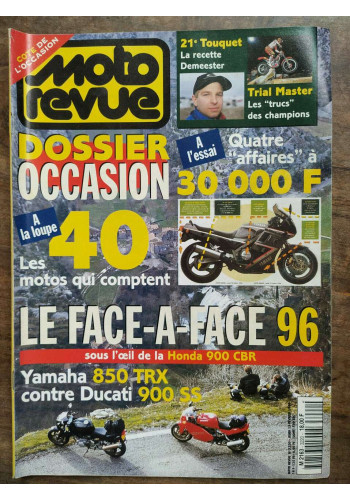 COTE DE
L'OCCASION
Moto
revue
21e Touquet
La recette
Demeester
Trial Master
Les "trucs"
des champions
DOSSIER
OCCASION
A
l'essai
Quatre
"affaires" à
30 000 F
A
la loupe
40
Les
motos qui comptent
LE FACE-A-FACE 96
sous l'œil de la Honda 900 CBR
Yamaha 850 TRX
contre Ducati 900 SS